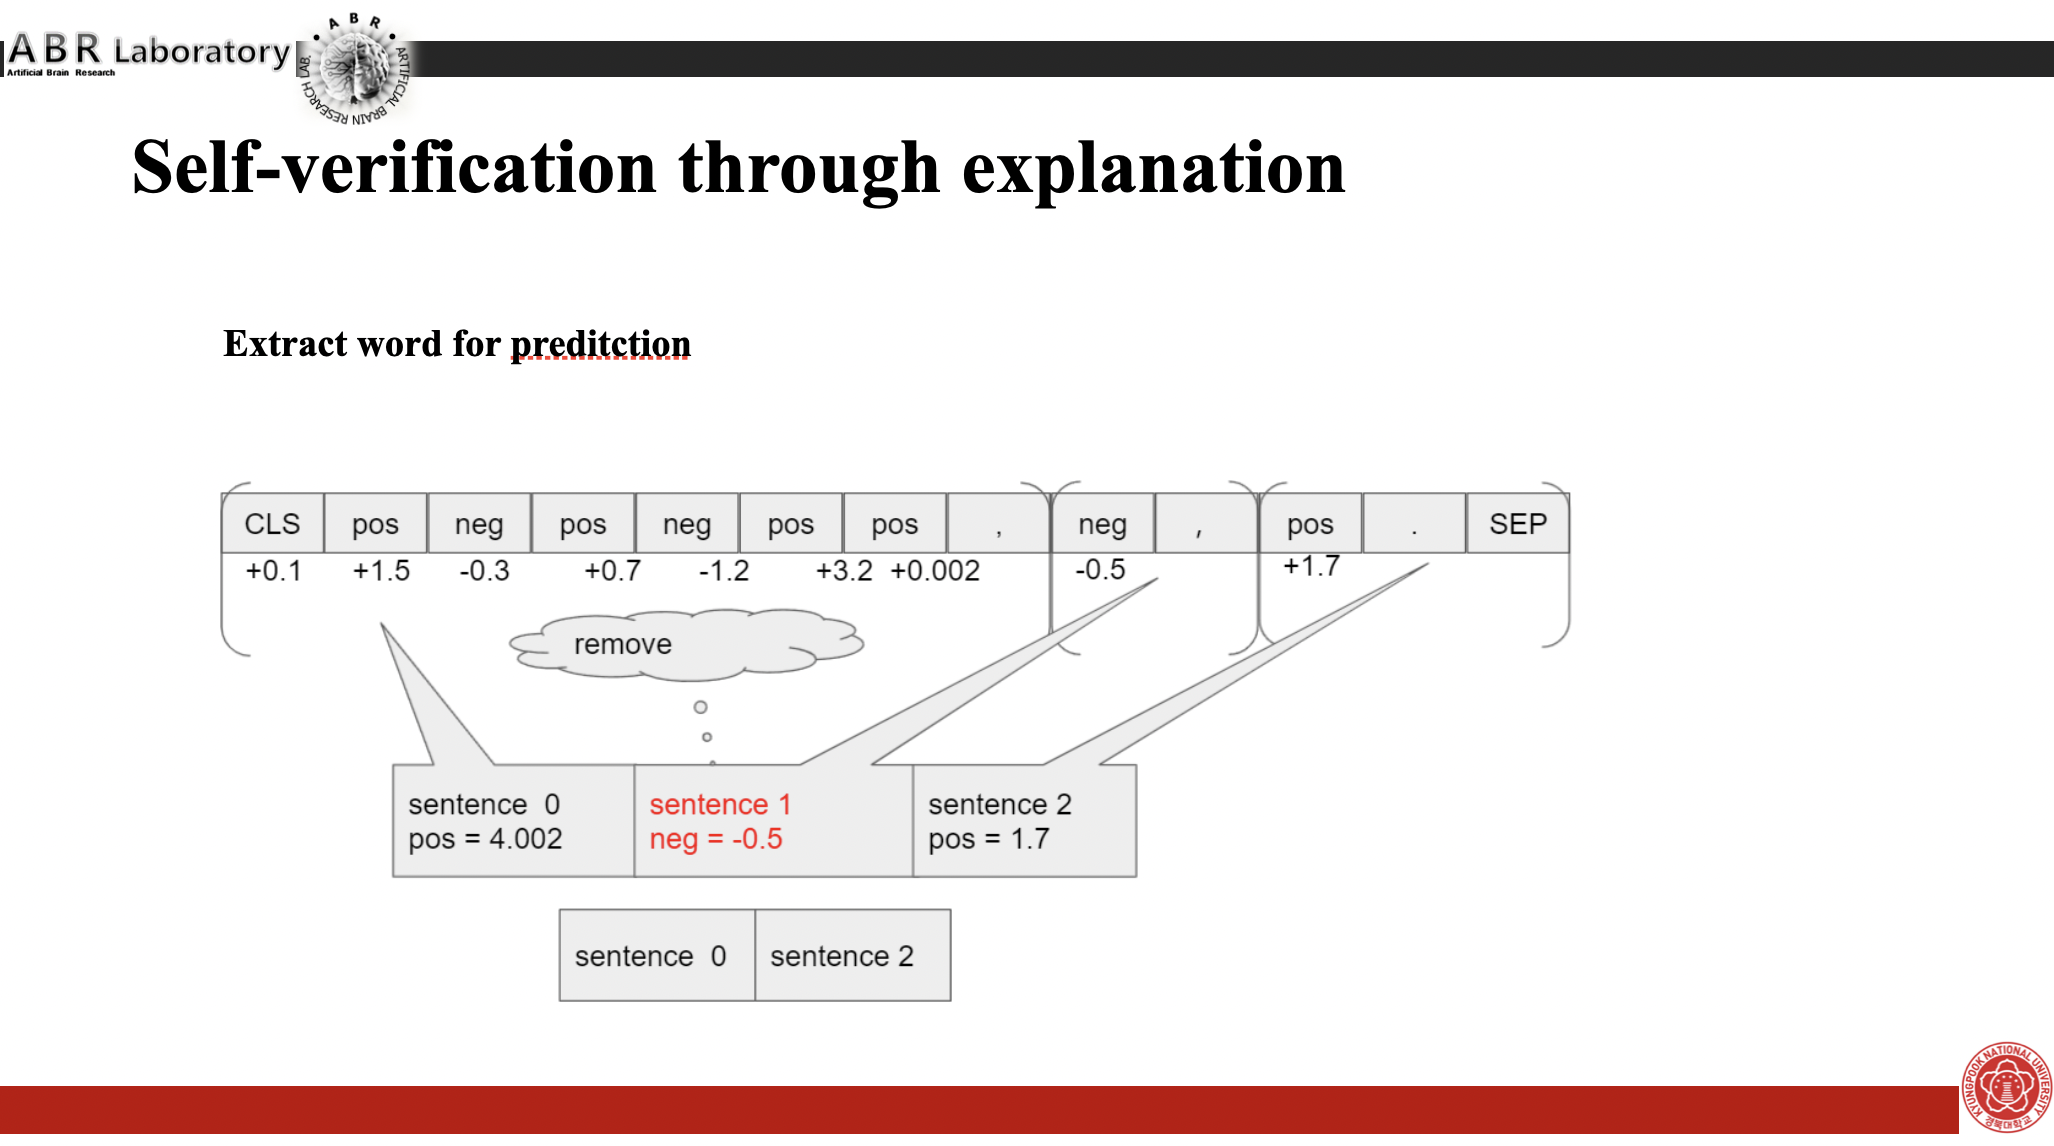 ABR Laboratory
Artificial Brain Research
A B R
ARTIFICIAL BRAIN RESEARCH LAB.
Self-verification through explanation
Extract word for preditction
CLS pos neg pos neg pos pos , neg , pos . SEP
+0.1 +1.5 -0.3 +0.7 -1.2 +3.2 +0.002 -0.5 +1.7
remove
sentence 0 sentence 1 sentence 2
pos = 4.002 neg = -0.5 pos = 1.7
sentence 0 sentence 2
KYUNGPOOK NATIONAL UNIVERSITY
경북대학교